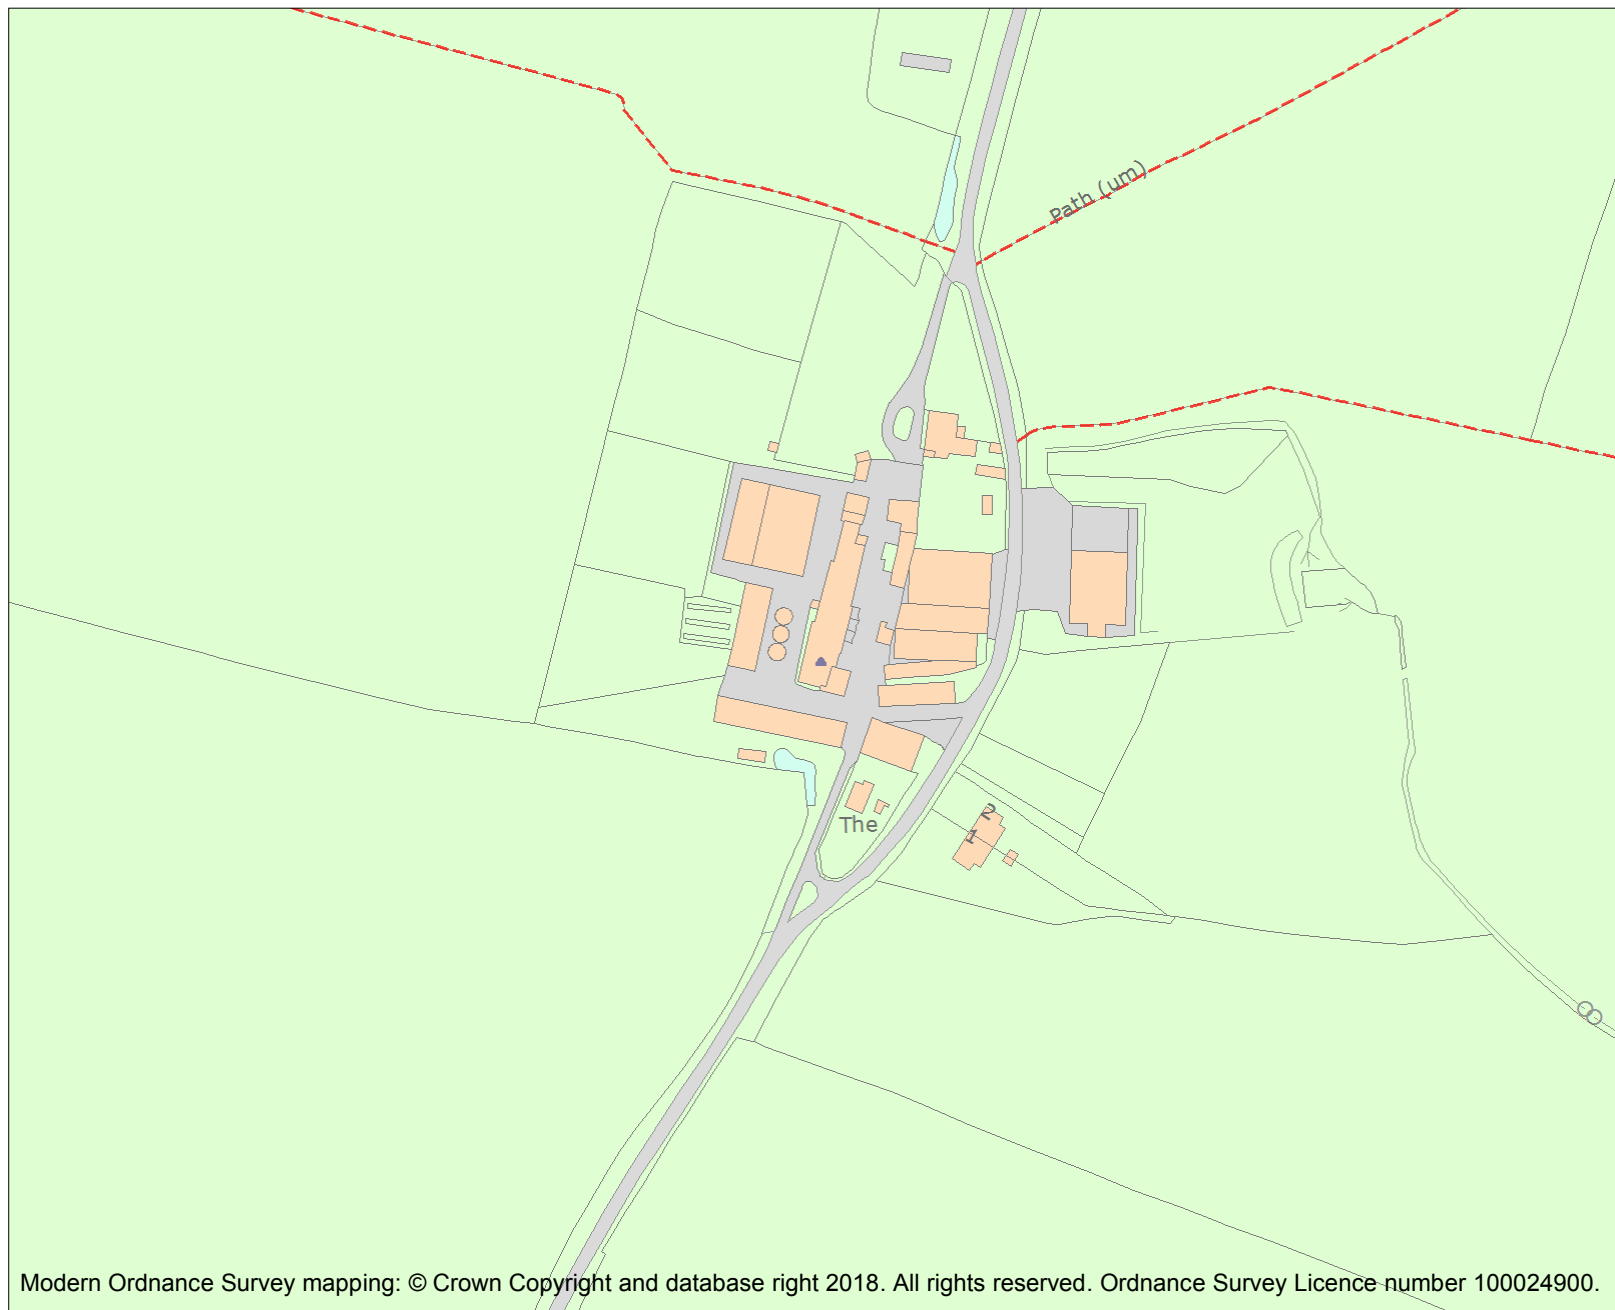 Path (um)
The
2
1
Modern Ordnance Survey mapping: © Crown Copyright and database right 2018. All rights reserved. Ordnance Survey Licence number 100024900.